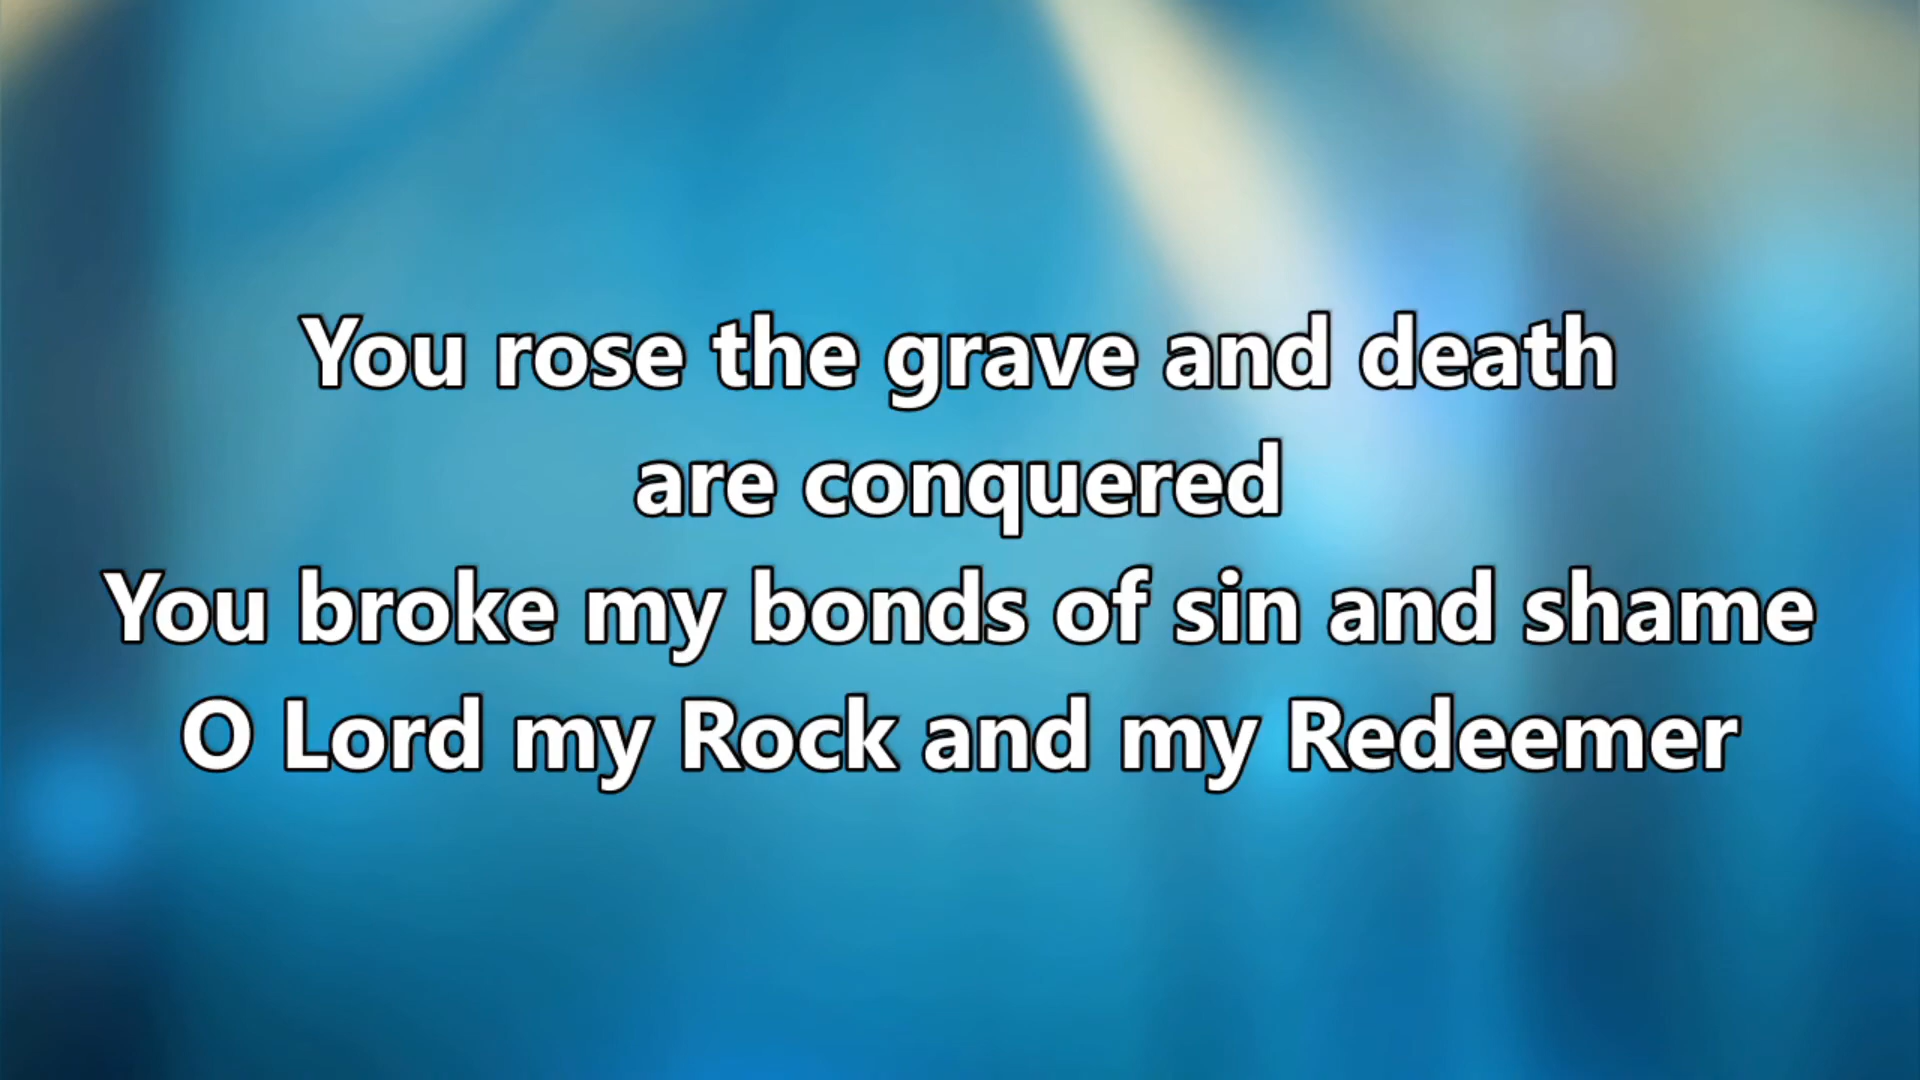 You rose the grave and death
are conquered
You broke my bonds of sin and shame
O Lord my Rock and my Redeemer